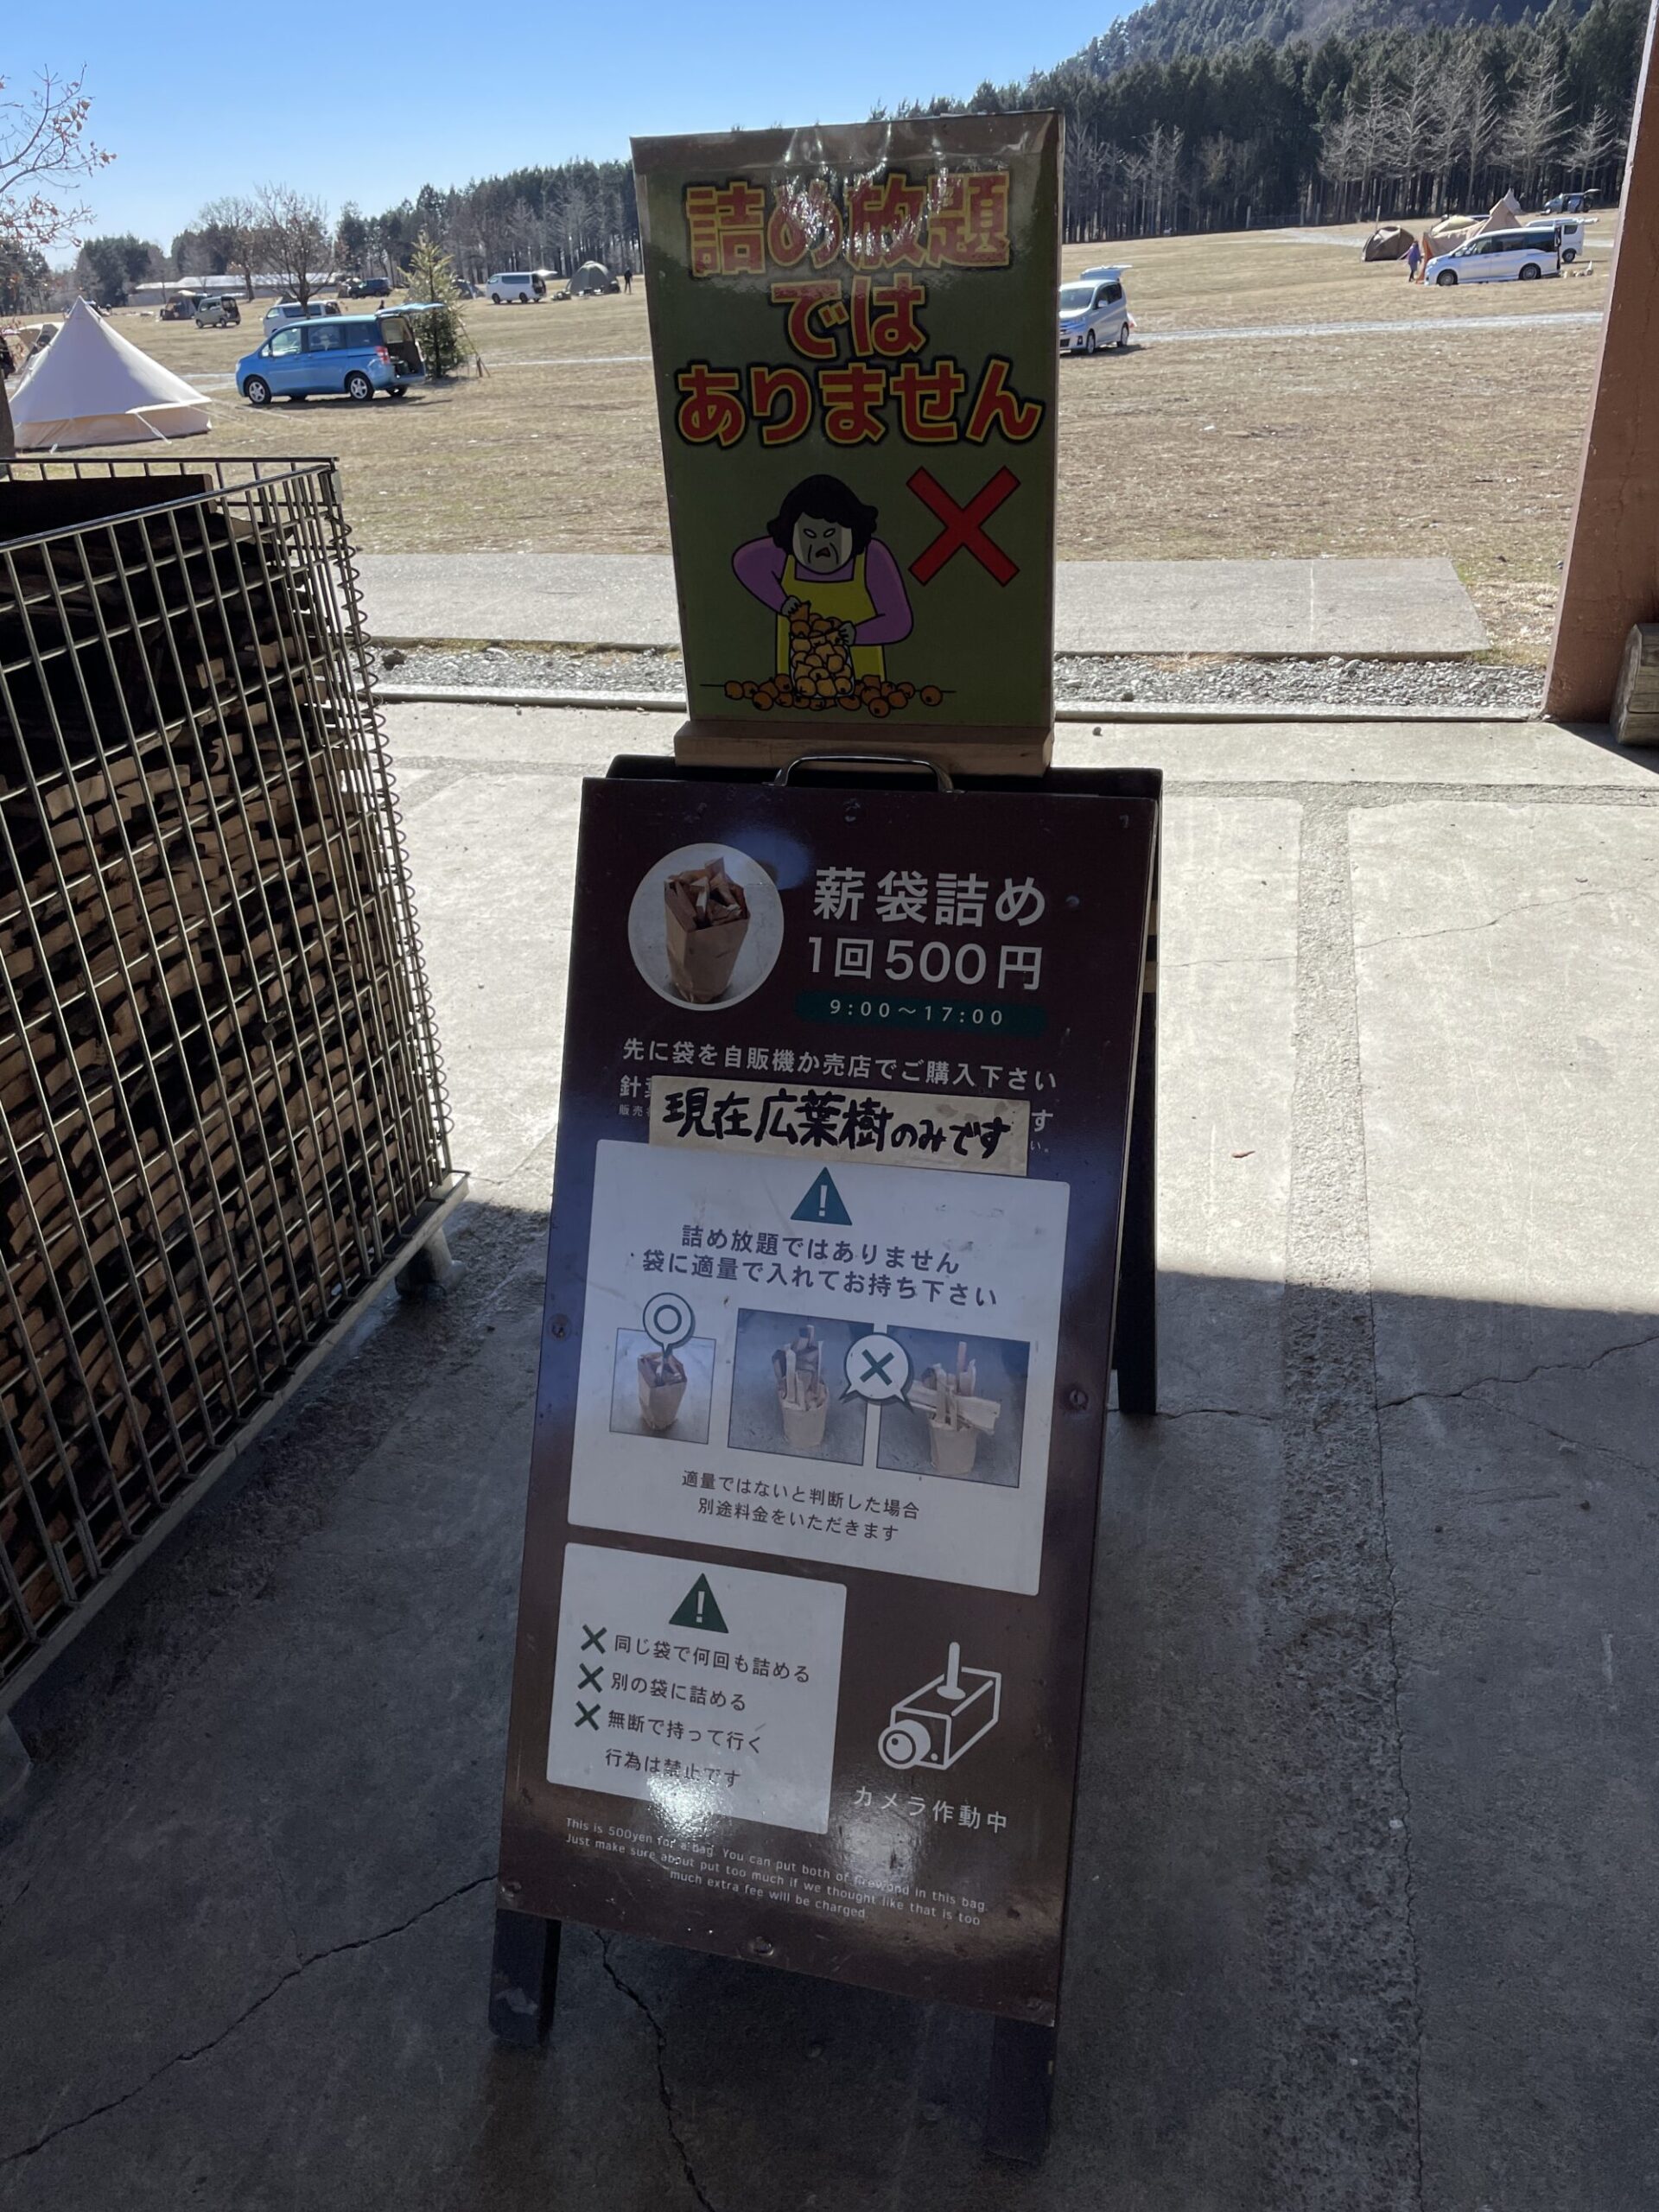 詰め放題
では
ありません
薪袋詰め
1回500円
9:00〜17:00
先に袋を自販機か売店でご購入下さい
針
す
販売
い。
現在広葉樹のみです
詰め放題ではありません
袋に適量で入れてお持ち下さい
適量ではないと判断した場合
別途料金をいただきます
同じ袋で何回も詰める
別の袋に詰める
無断で持って行く
行為は禁止です
カメラ作動中
This is 500yen for a bag. You can put both of firewond in this bag.
Just make sure about put too much if we thought like that is too
much extra fee will be charged.